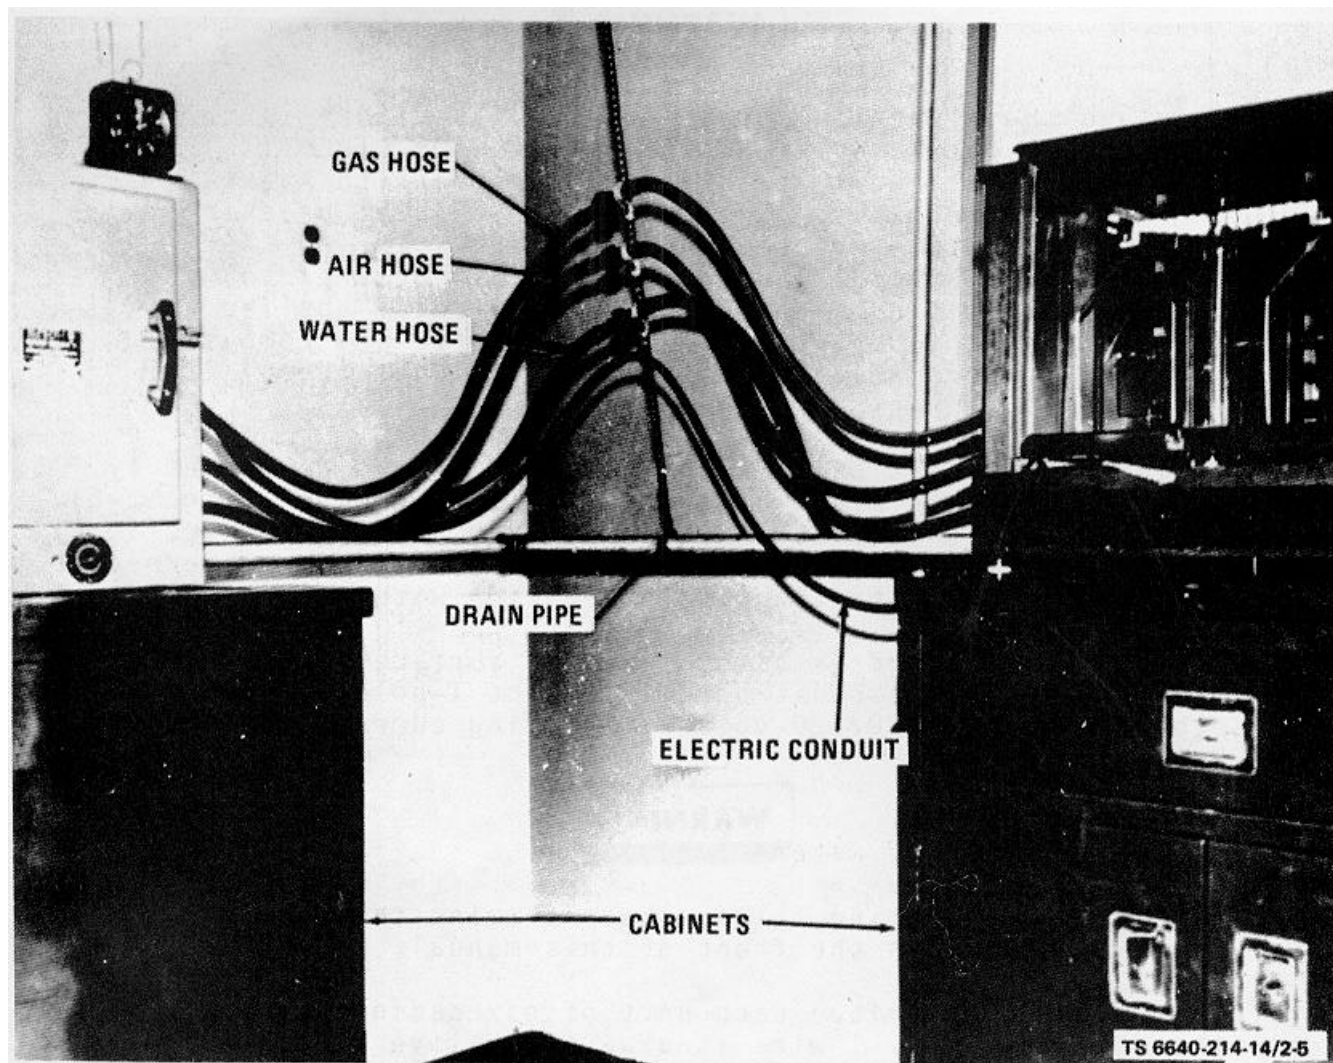 GAS HOSE
AIR HOSE
WATER HOSE
DRAIN PIPE
ELECTRIC CONDUIT
CABINETS
TS 6640-214-14/2-5